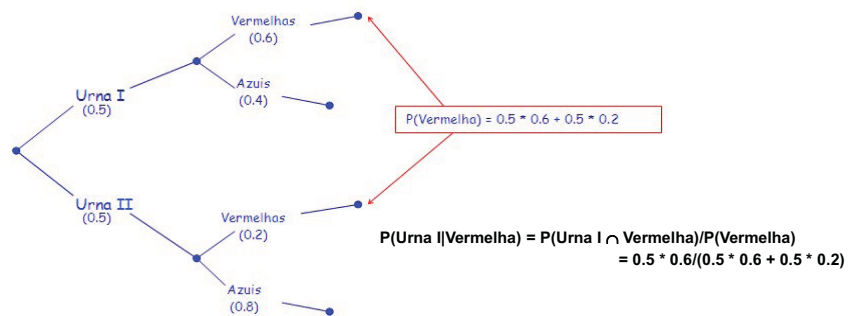 Vermelhas
(0.6)
Azuis
(0.4)
Urna I
(0.5)
P(Vermelha) = 0.5 * 0.6 + 0.5 * 0.2
Urna II
(0.5)
Vermelhas
(0.2)
P(Urna I|Vermelha) = P(Urna I ∩ Vermelha)/P(Vermelha)
= 0.5 * 0.6/(0.5 * 0.6 + 0.5 * 0.2)
Azuis
(0.8)